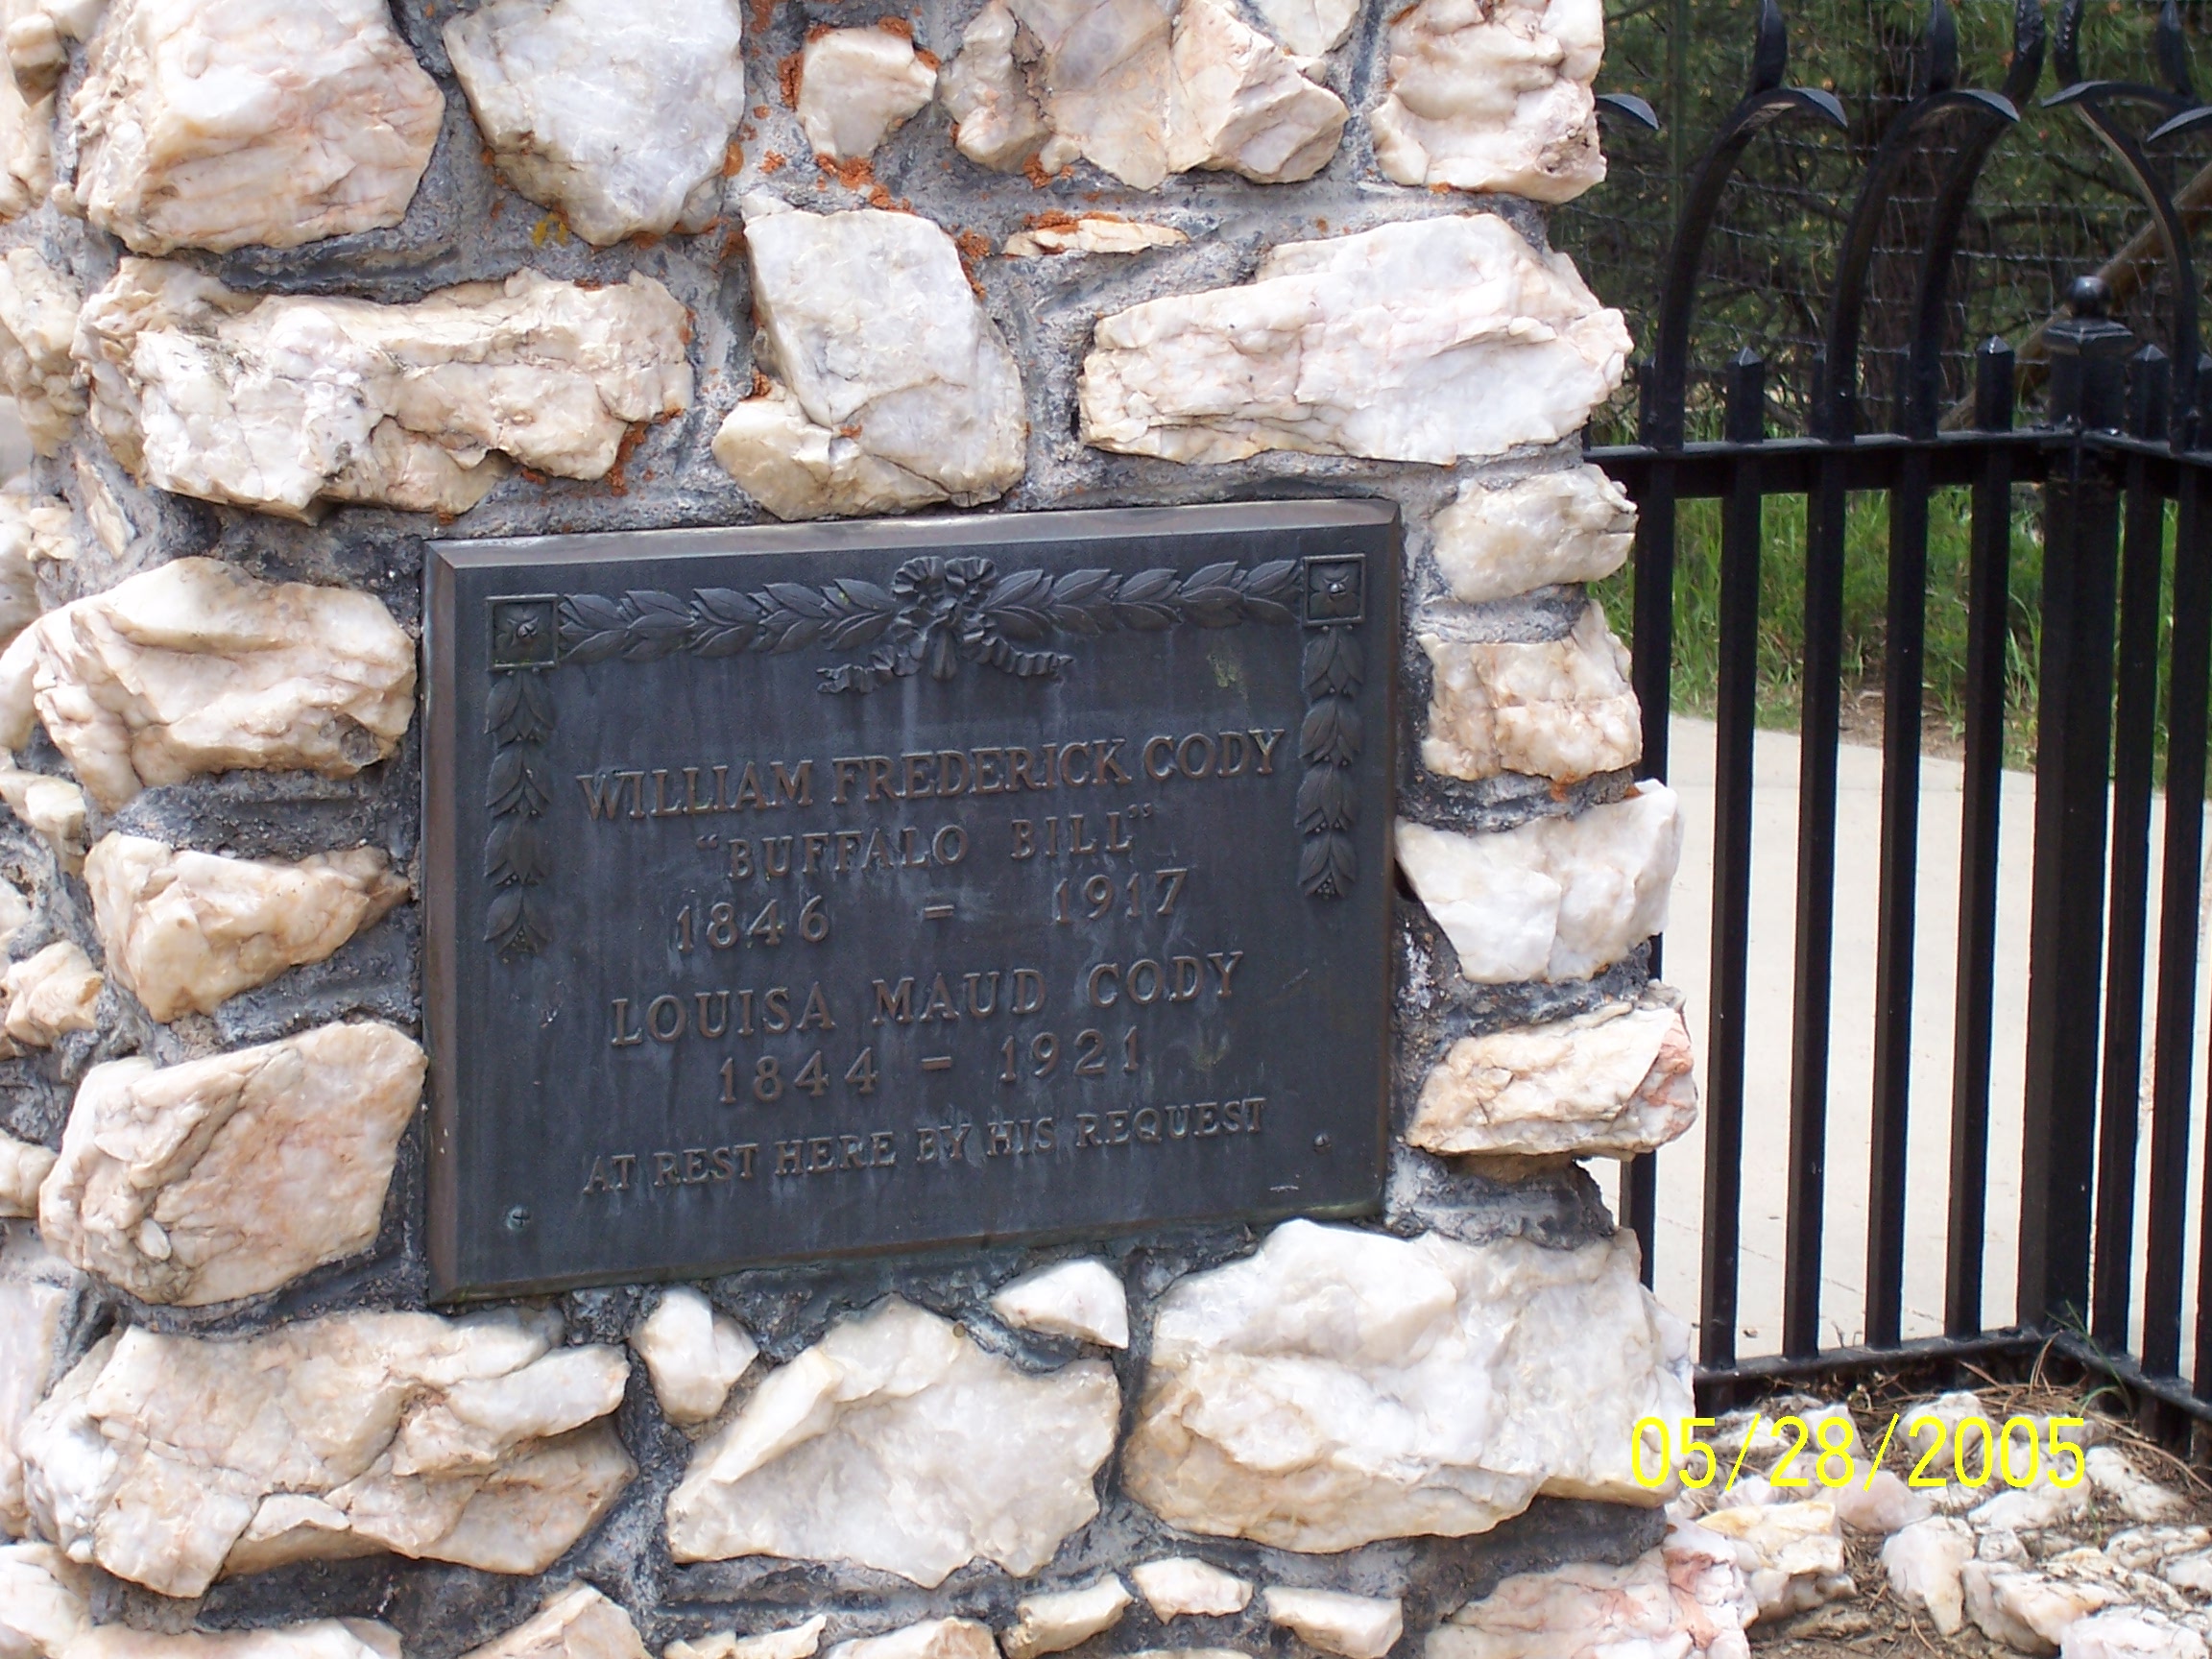 WILLIAM FREDERICK CODY
"BUFFALO BILL"
1846 - 1917
LOUISA MAUD CODY
1844 - 1921
AT REST HERE BY HIS REQUEST
05/28/2005